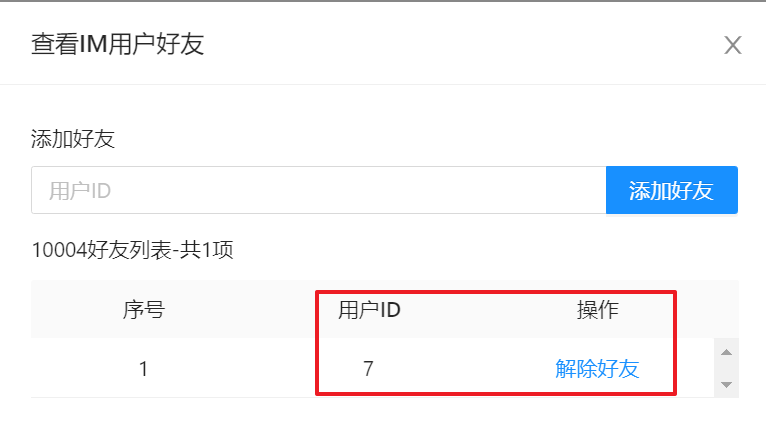 查看IM用户好友
添加好友
用户ID 添加好友
10004好友列表-共1项
序号 用户ID 操作
1 7 解除好友